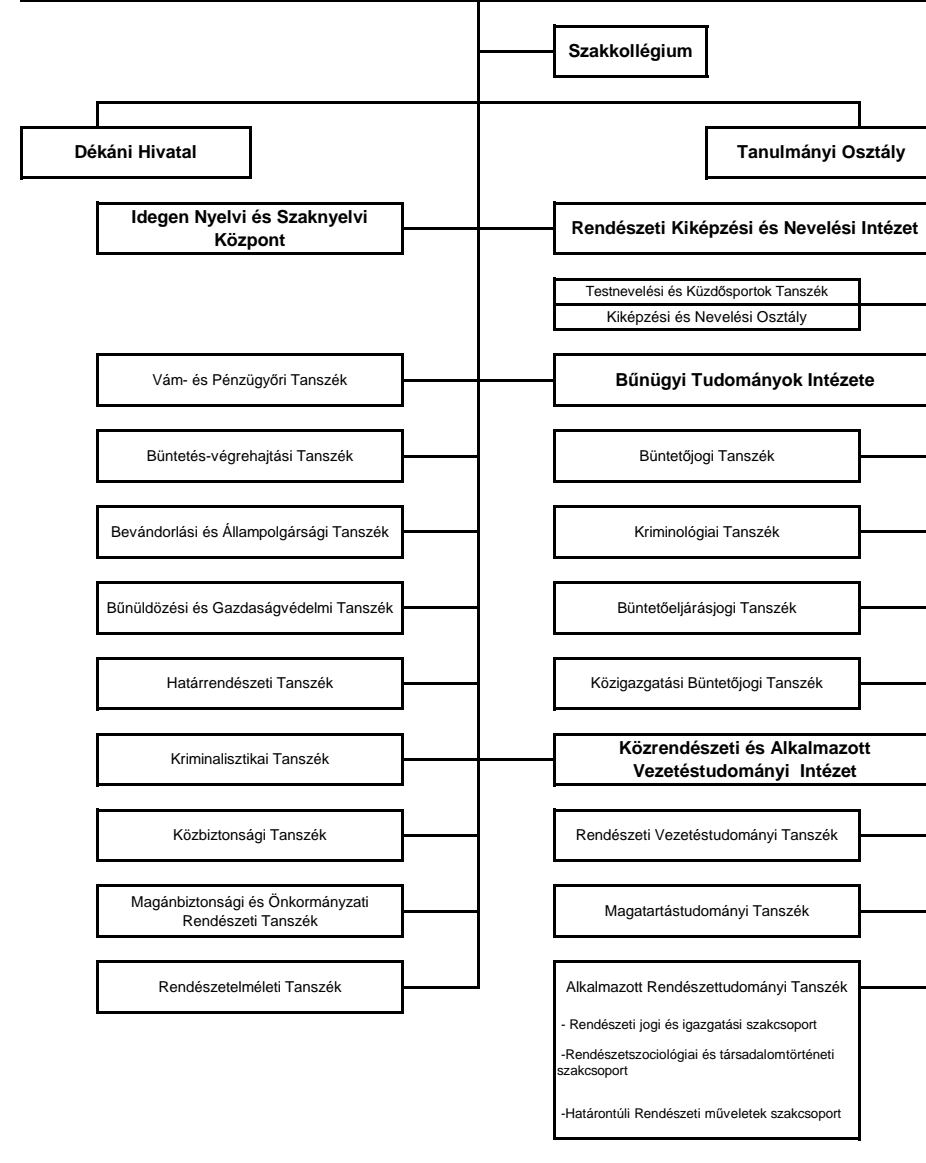 Szakkollégium
Dékáni Hivatal
Tanulmányi Osztály
Idegen Nyelvi és Szaknyelvi
Központ
Rendészeti Kiképzési és Nevelési Intézet
Testnevelési és Küzdősportok Tanszék
Kiképzési és Nevelési Osztály
Vám- és Pénzügyőri Tanszék
Bűnügyi Tudományok Intézete
Büntetés-végrehajtási Tanszék
Büntetőjogi Tanszék
Bevándorlási és Állampolgársági Tanszék
Kriminológiai Tanszék
Bűnüldözési és Gazdaságvédelmi Tanszék
Büntetőeljárásjogi Tanszék
Határrendészeti Tanszék
Közigazgatási Büntetőjogi Tanszék
Kriminalisztikai Tanszék
Közrendészeti és Alkalmazott
Vezetéstudományi Intézet
Közbiztonsági Tanszék
Rendészeti Vezetéstudományi Tanszék
Magánbiztonsági és Önkormányzati
Rendészeti Tanszék
Magatartástudományi Tanszék
Rendészetelméleti Tanszék
Alkalmazott Rendészettudományi Tanszék
- Rendészeti jogi és igazgatási szakcsoport
-Rendészetszociológiai és társadalomtörténeti
szakcsoport
-Határontúli Rendészeti műveletek szakcsoport